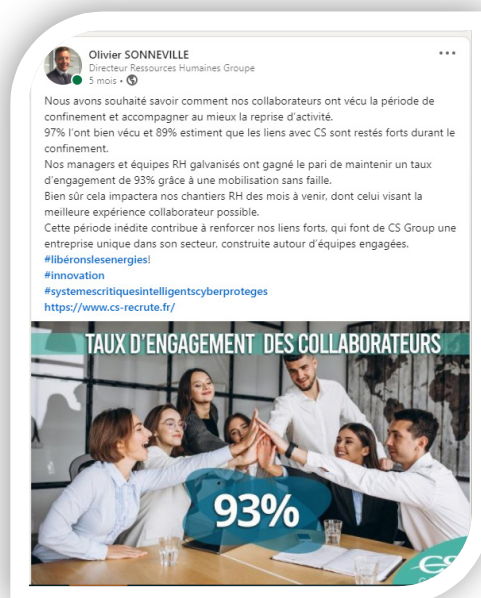 Olivier SONNEVILLE
Directeur Ressources Humaines Groupe
5 mois •
Nous avons souhaité savoir comment nos collaborateurs ont vécu la période de
confinement et accompagner au mieux la reprise d'activité.
97% l'ont bien vécu et 89% estiment que les liens avec CS sont restés forts durant le
confinement.
Nos managers et équipes RH galvanisés ont gagné le pari de maintenir un taux
d'engagement de 93% grâce à une mobilisation sans faille.
Bien sûr cela impactera nos chantiers RH des mois à venir, dont celui visant la
meilleure expérience collaborateur possible.
Cette période inédite contribue à renforcer nos liens forts, qui font de CS Group une
entreprise unique dans son secteur, construite autour d'équipes engagées.
#libéronslesenergies!
#innovation
#systemescritiquesintelligentscyberproteges
https://www.cs-recrute.fr/
TAUX D'ENGAGEMENT DES COLLABORATEURS
93%
CS